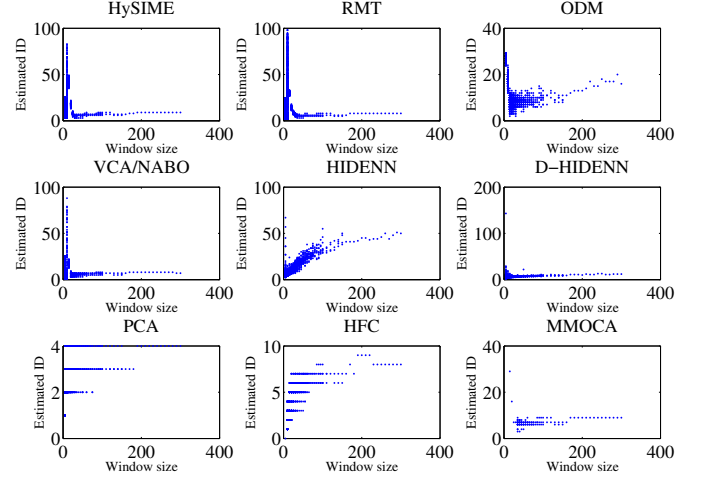 HySIME
RMT
ODM
Estimated ID
100
50
0
0
200
400
Window size
Estimated ID
100
50
0
0
200
400
Window size
Estimated ID
40
20
0
0
200
400
Window size
VCA/NABO
HIDENN
D−HIDENN
Estimated ID
100
50
0
0
200
400
Window size
Estimated ID
100
50
0
0
200
400
Window size
Estimated ID
200
100
0
0
200
400
Window size
PCA
HFC
MMOCA
Estimated ID
4
2
0
0
200
400
Window size
Estimated ID
10
5
0
0
200
400
Window size
Estimated ID
40
20
0
0
200
400
Window size